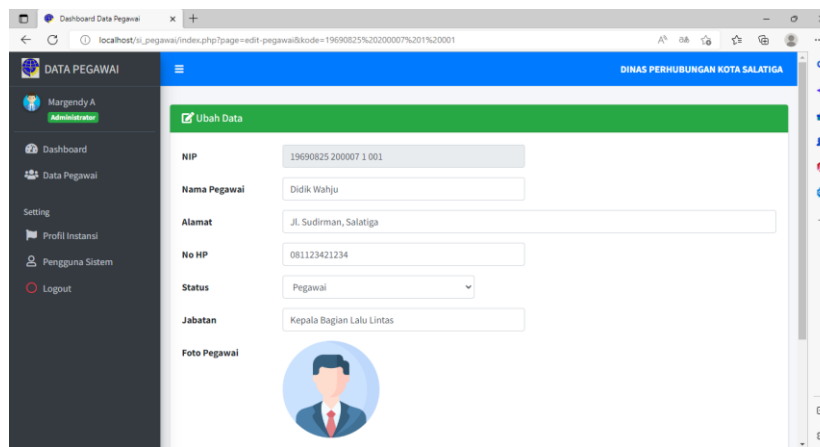 Dashboard Data Pegawai
localhost/si_pegawai/index.php?page=edit-pegawai&kode=19690825%20200007%201%20001
DATA PEGAWAI
DINAS PERHUBUNGAN KOTA SALATIGA
Margendy A
Administrator
Dashboard
Data Pegawai
Setting
Profil Instansi
Pengguna Sistem
Logout
Ubah Data
NIP
19690825 200007 1 001
Nama Pegawai
Didik Wahju
Alamat
Jl. Sudirman, Salatiga
No HP
081123421234
Status
Pegawai
Jabatan
Kepala Bagian Lalu Lintas
Foto Pegawai